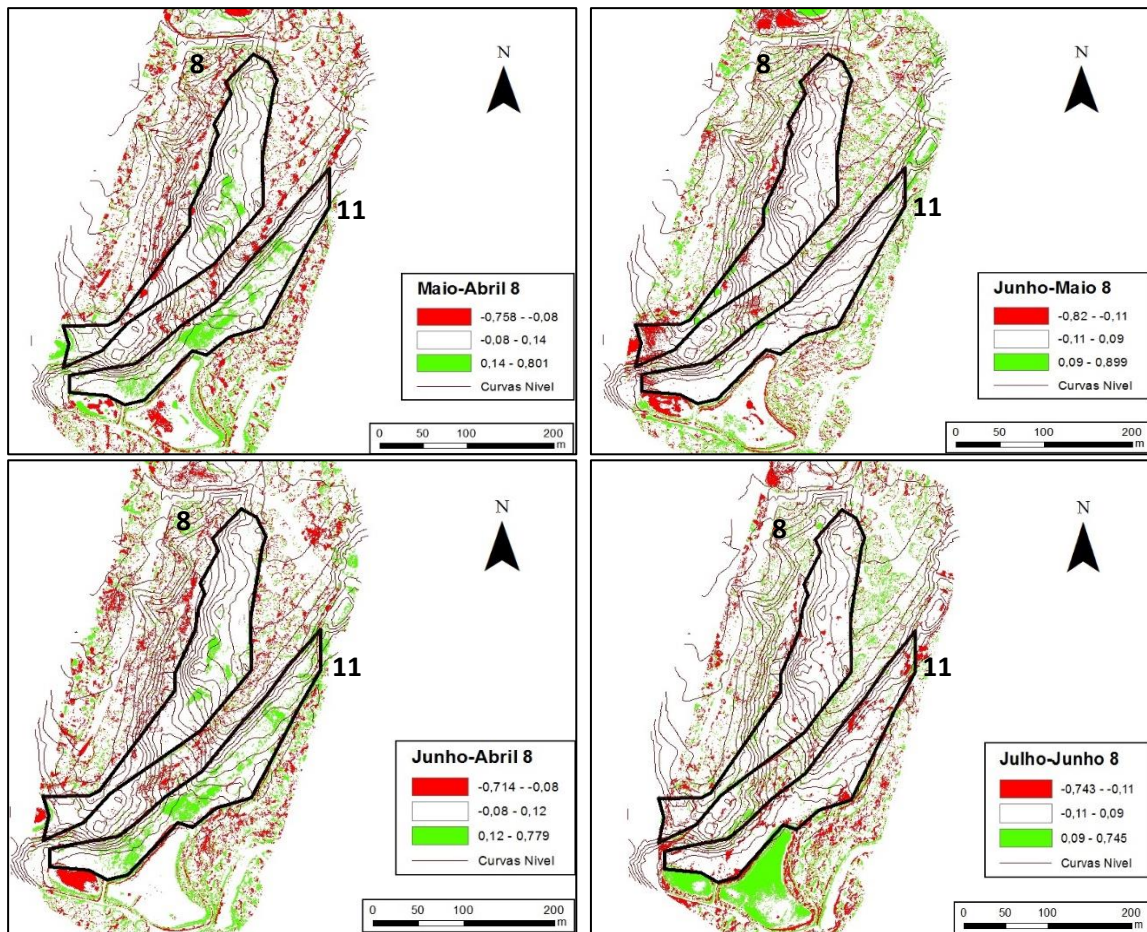 8
N
11
Maio-Abril 8
-0,758 - -0,08
-0,08 - 0,14
0,14 - 0,801
Curvas Nivel
0 50 100 200
m
8
N
11
Junho-Maio 8
-0,82 - -0,11
-0,11 - 0,09
0,09 - 0,899
Curvas Nivel
0 50 100 200
m
8
N
11
Junho-Abril 8
-0,714 - -0,08
-0,08 - 0,12
0,12 - 0,779
Curvas Nivel
0 50 100 200
m
8
N
11
Julho-Junho 8
-0,743 - -0,11
-0,11 - 0,09
0,09 - 0,745
Curvas Nivel
0 50 100 200
m